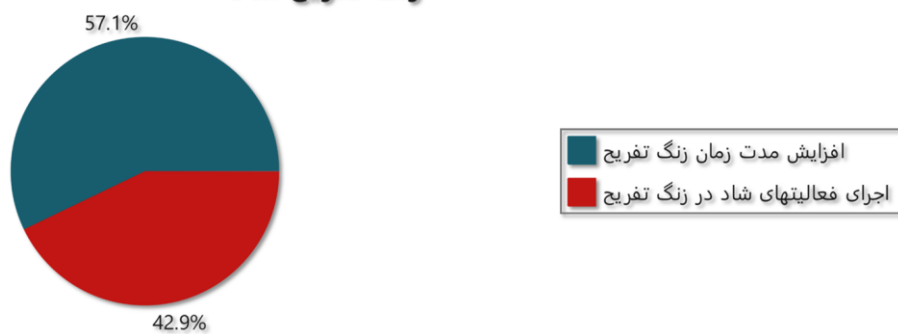 57.1%
افزایش مدت زمان زنگ تفریح
اجرای فعالیتهای شاد در زنگ تفریح
42.9%